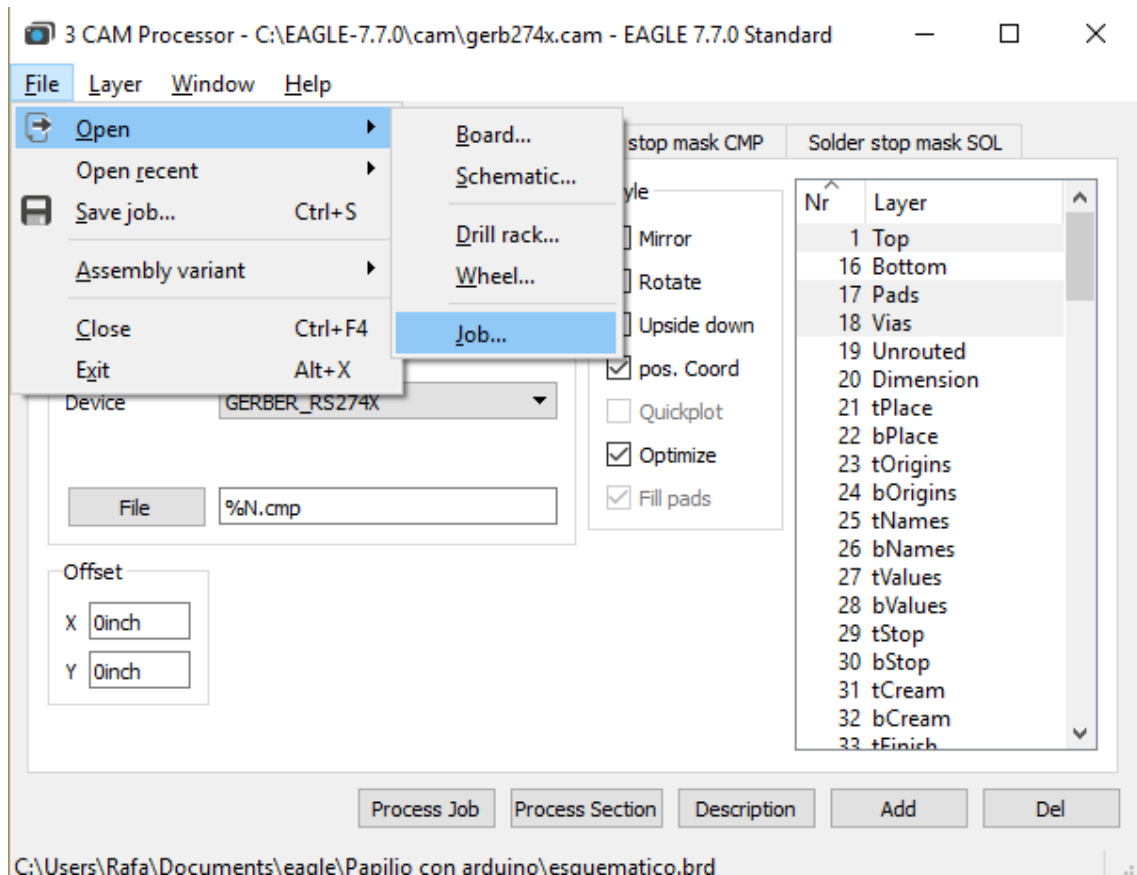 3 CAM Processor - C:\EAGLE-7.7.0\cam\gerb274x.cam - EAGLE 7.7.0 Standard
File Layer Window Help
Open
Open recent
Save job... Ctrl+S
Assembly variant
Close Ctrl+F4
Exit Alt+X
Board...
Schematic...
Drill rack...
Wheel...
Job...
stop mask CMP
Solder stop mask SOL
Device GERBER_RS274X
File %N.cmp
Offset
X 0inch
Y 0inch
yle
Mirror
Rotate
Upside down
pos. Coord
Quickplot
Optimize
Fill pads
Nr Layer
1 Top
16 Bottom
17 Pads
18 Vias
19 Unrouted
20 Dimension
21 tPlace
22 bPlace
23 tOrigins
24 bOrigins
25 tNames
26 bNames
27 tValues
28 bValues
29 tStop
30 bStop
31 tCream
32 bCream
33 tFinish
Process Job Process Section Description Add Del
C:\Users\Rafa\Documents\eagle\Papilio con arduino\esquematico.brd